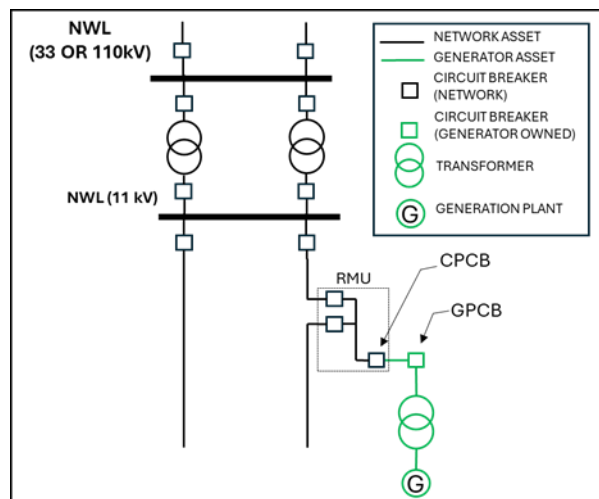 NWL
(33 OR 110kV)
NWL (11 kV)
RMU
CPCB
GPCB
G
NETWORK ASSET
GENERATOR ASSET
CIRCUIT BREAKER
(NETWORK)
CIRCUIT BREAKER
(GENERATOR OWNED)
TRANSFORMER
G
GENERATION PLANT